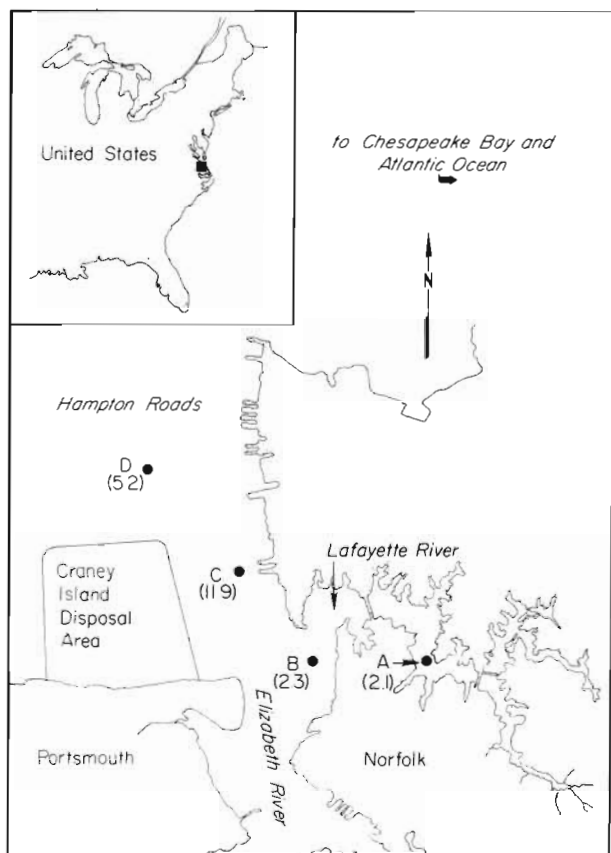 United States
to Chesapeake Bay and
Atlantic Ocean
N
Hampton Roads
D
(5 2)
Lafayette River
C
(11 9)
Craney
Island
Disposal
Area
B
(2.3)
A
(2.1)
Elizabeth River
Portsmouth
Norfolk